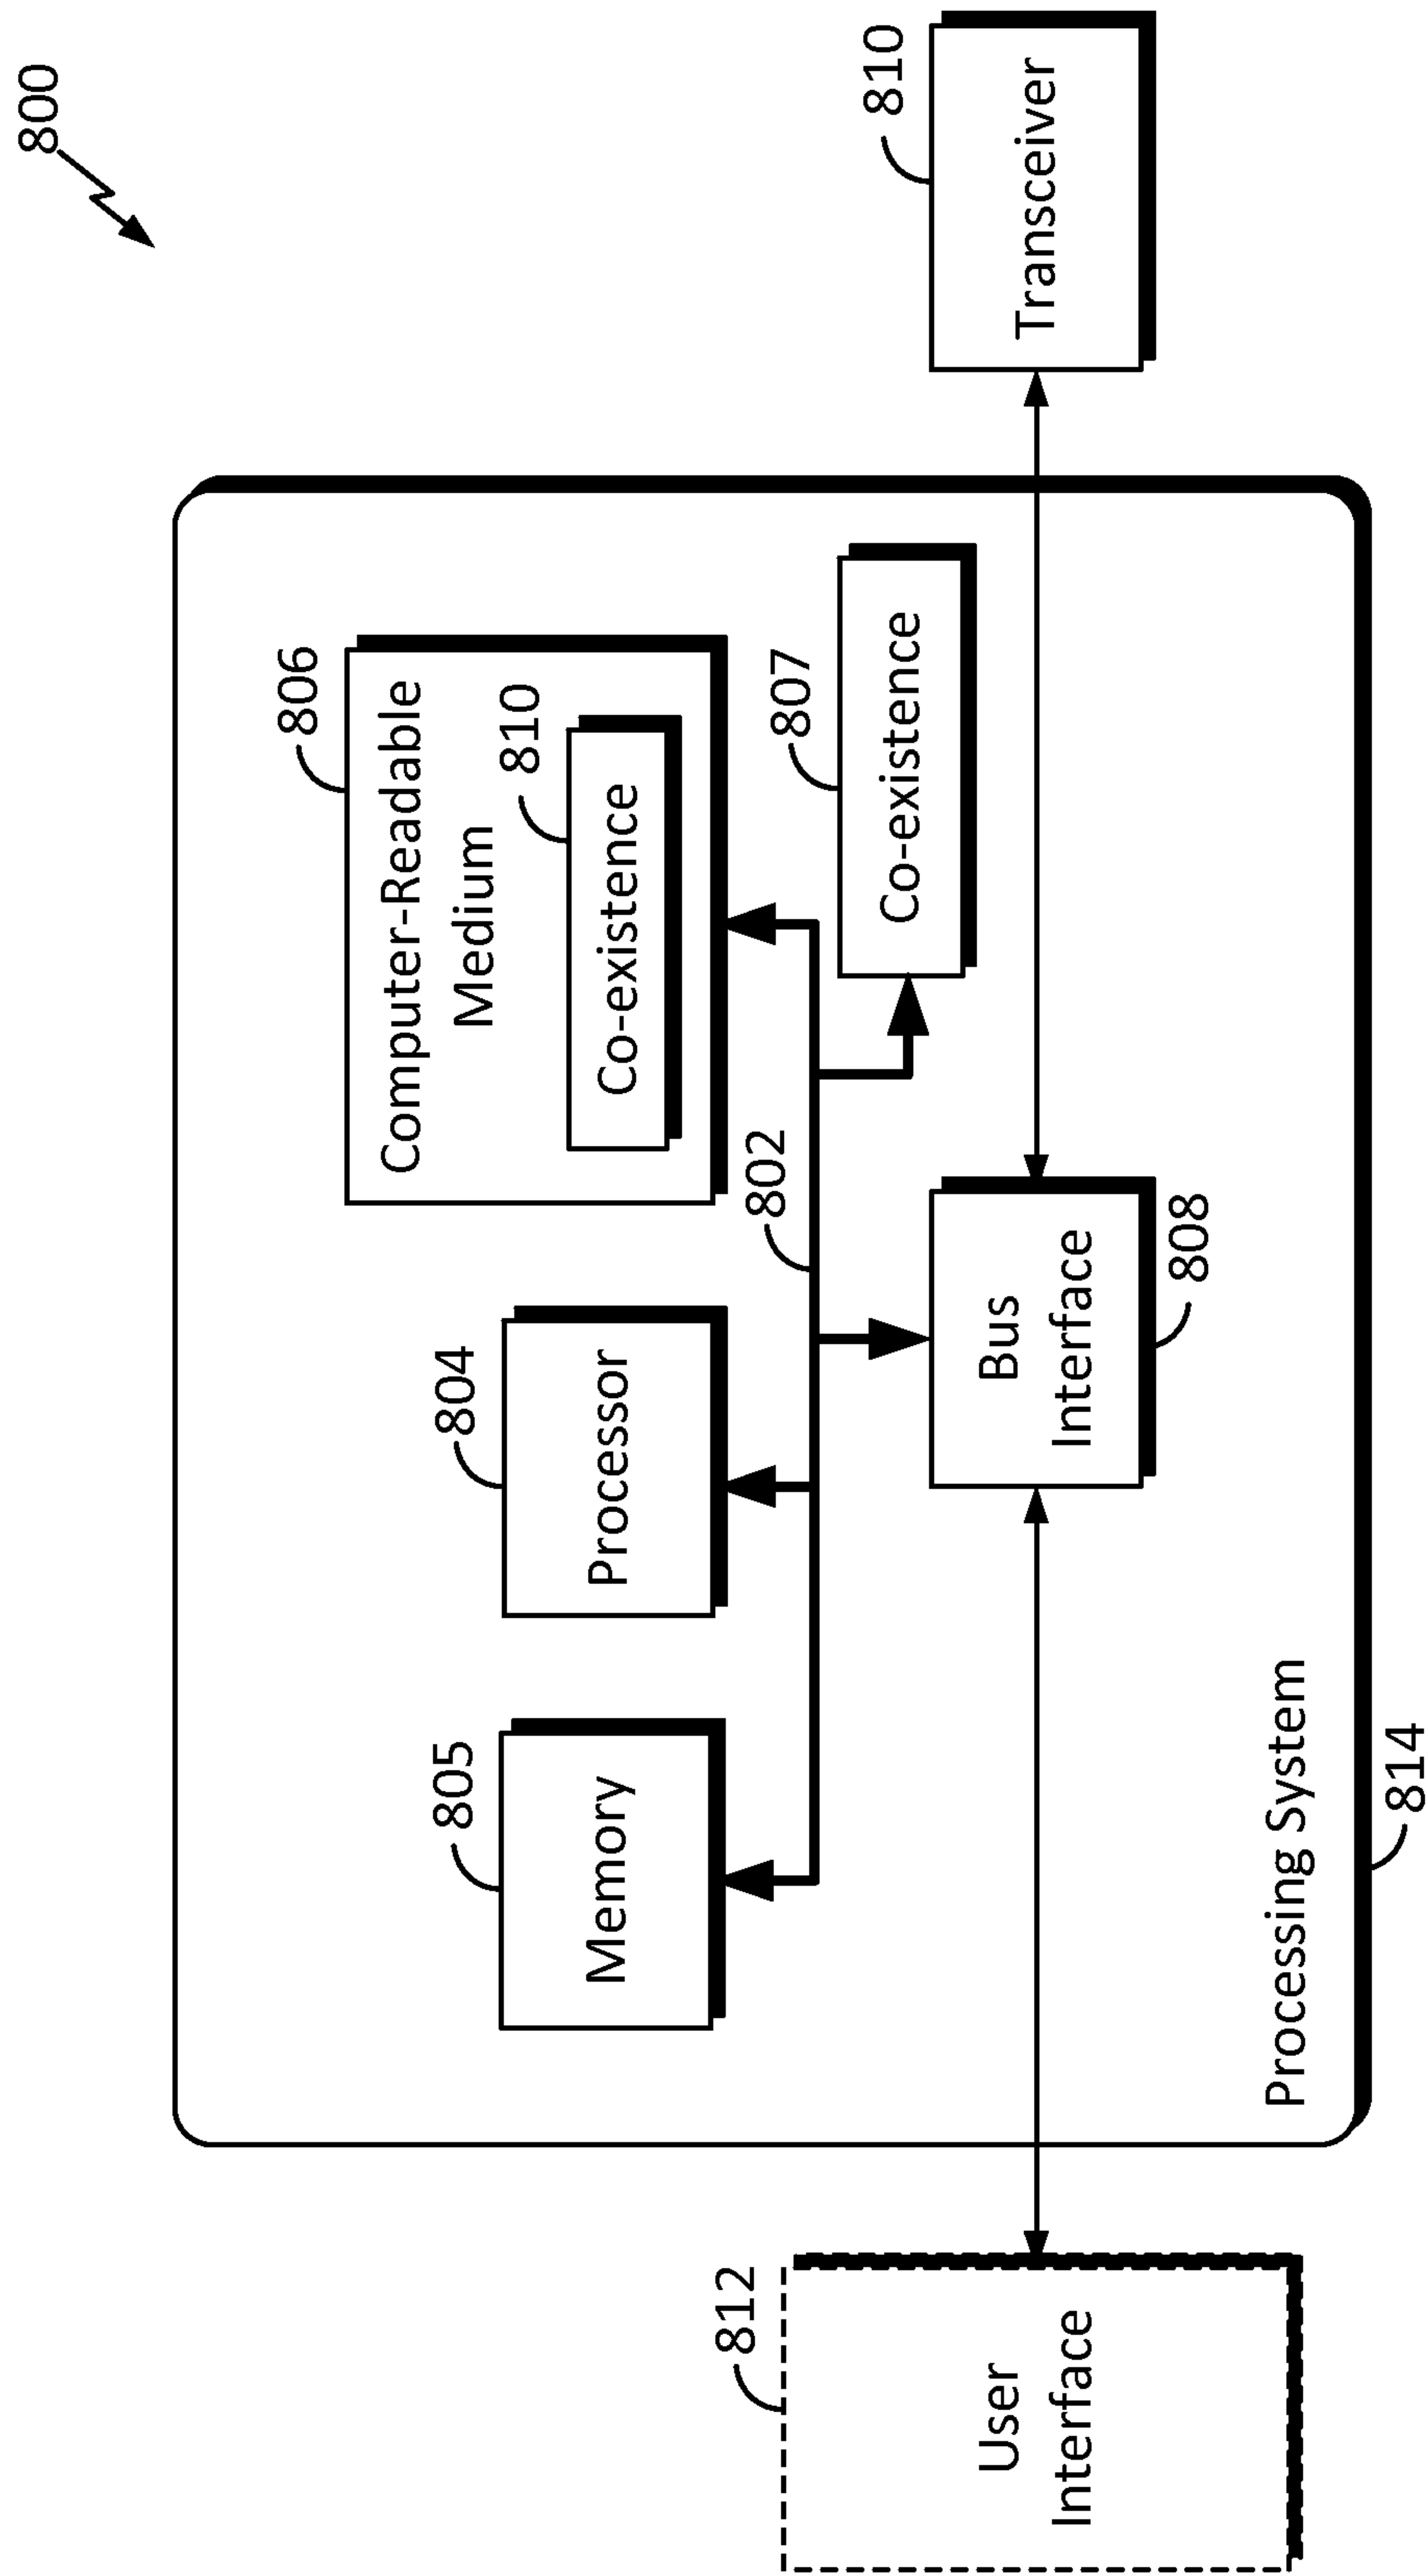 800
806
Computer-Readable
Medium
810
Co-existence
804
Processor
805
Memory
802
807
Co-existence
810
Transceiver
812
User
Interface
Bus
Interface
808
Processing System
814